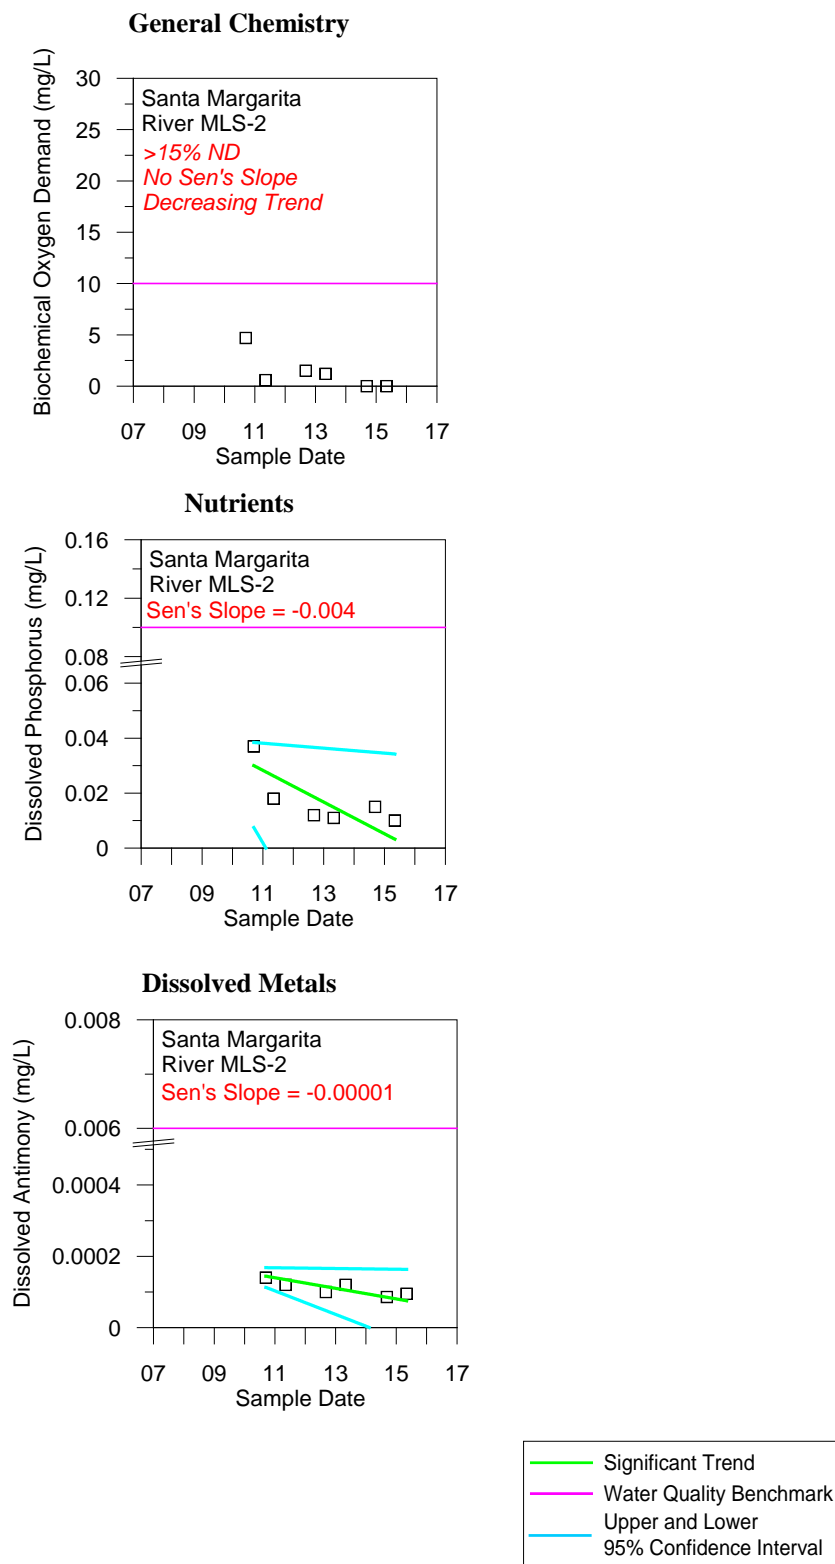 General Chemistry
30
25
20
15
10
5
0
Biochemical Oxygen Demand (mg/L)
Santa Margarita
River MLS-2
>15% ND
No Sen's Slope
Decreasing Trend
07 09 11 13 15 17
Sample Date
Nutrients
0.16
0.12
0.08
0.06
0.04
0.02
0
Dissolved Phosphorus (mg/L)
Santa Margarita
River MLS-2
Sen's Slope = -0.004
07 09 11 13 15 17
Sample Date
Dissolved Metals
0.008
0.006
0.0004
0.0002
0
Dissolved Antimony (mg/L)
Santa Margarita
River MLS-2
Sen's Slope = -0.00001
07 09 11 13 15 17
Sample Date
Significant Trend
Water Quality Benchmark
Upper and Lower
95% Confidence Interval